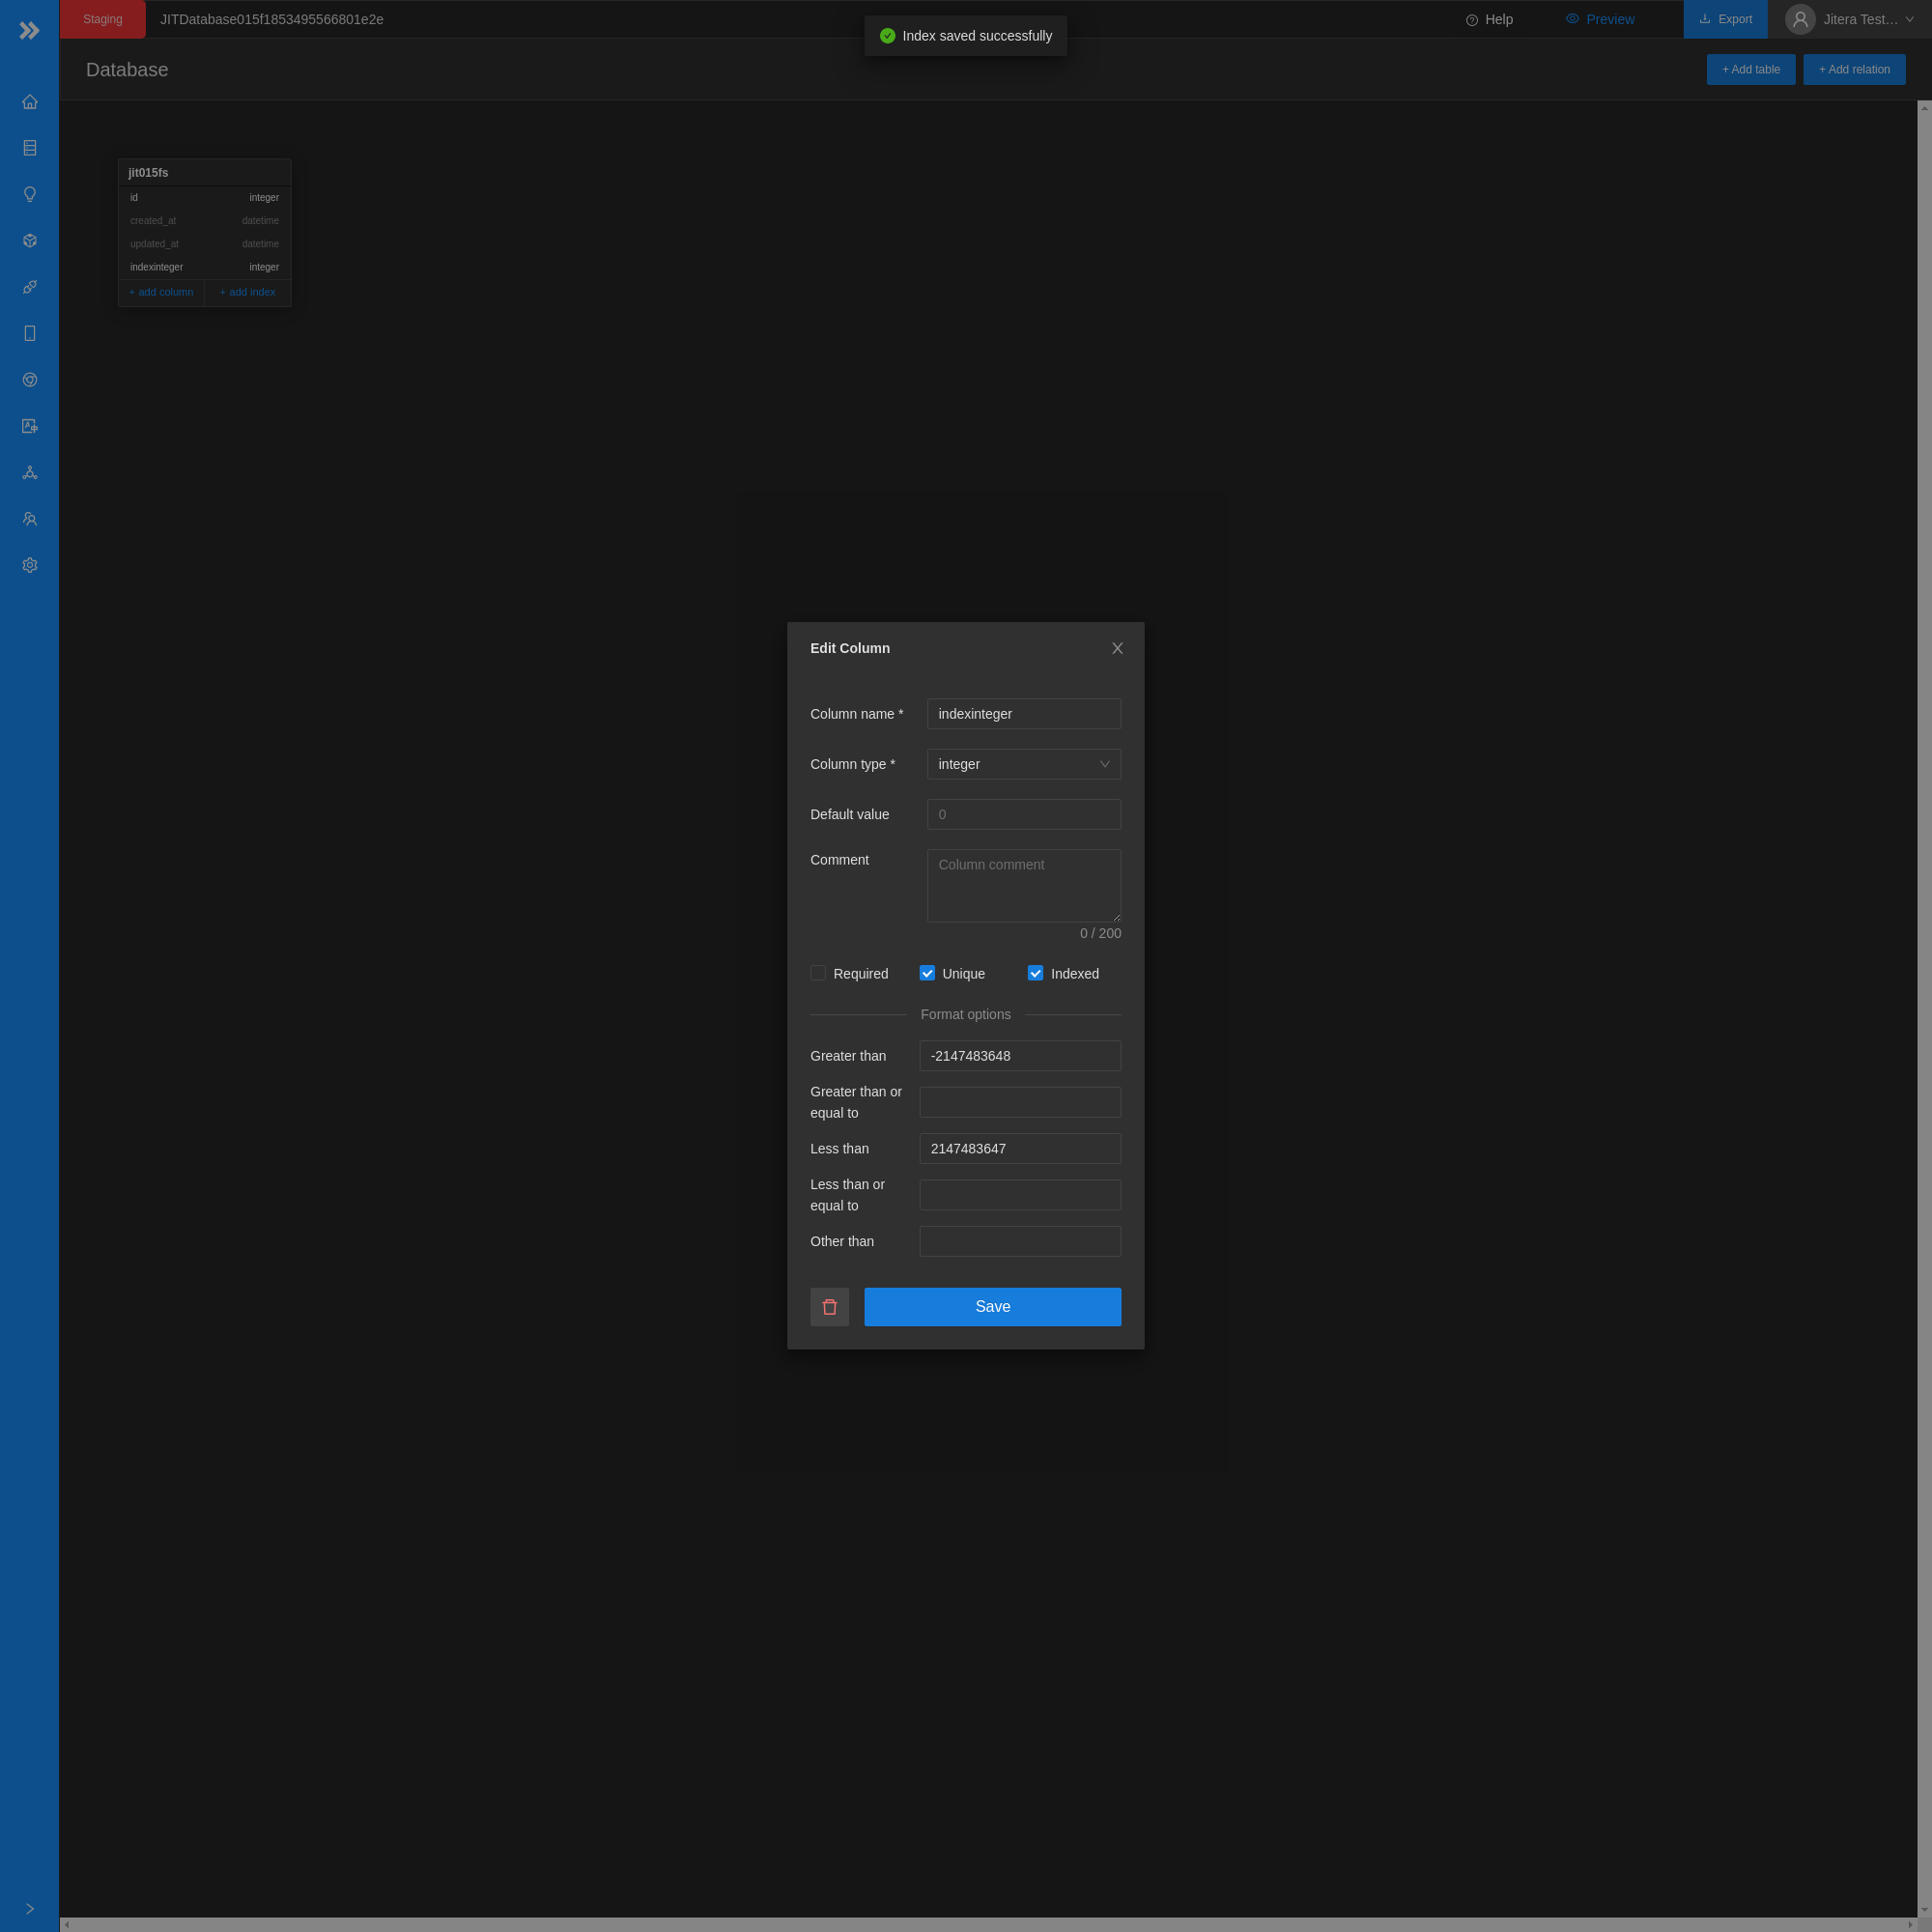 Staging
JITDatabase015f1853495566801e2e
Index saved successfully
Help
Preview
Export
Jitera Test…
Database
+ Add table
+ Add relation
jit015fs
id integer
created_at datetime
updated_at datetime
indexinteger integer
+ add column + add index
Edit Column
Column name * indexinteger
Column type * integer
Default value 0
Comment Column comment
0 / 200
Required Unique Indexed
Format options
Greater than -2147483648
Greater than or
equal to
Less than 2147483647
Less than or
equal to
Other than
Save